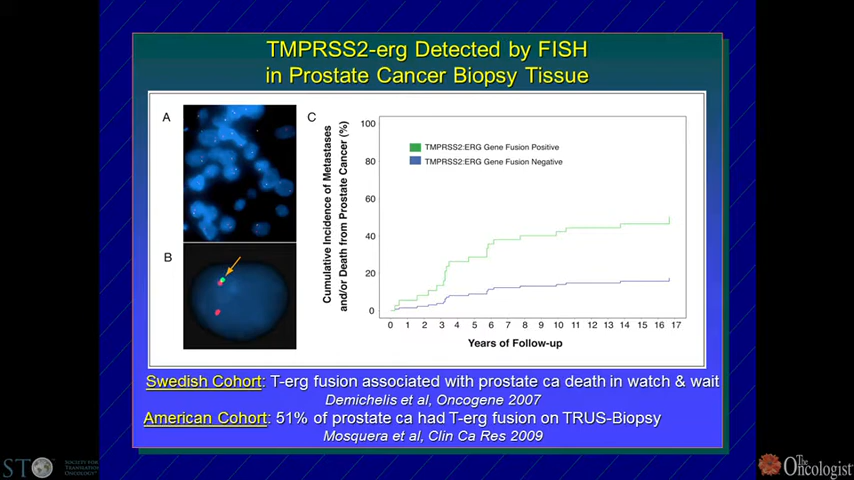 TMPRSS2-erg Detected by FISH
in Prostate Cancer Biopsy Tissue
A
B
C
Cumulative Incidence of Metastases
and/or Death from Prostate Cancer (%)
100
80
60
40
20
0
TMPRSS2:ERG Gene Fusion Positive
TMPRSS2:ERG Gene Fusion Negative
0 1 2 3 4 5 6 7 8 9 10 11 12 13 14 15 16 17
Years of Follow-up
Swedish Cohort: T-erg fusion associated with prostate ca death in watch & wait
Demichelis et al, Oncogene 2007
American Cohort: 51% of prostate ca had T-erg fusion on TRUS-Biopsy
Mosquera et al, Clin Ca Res 2009
STO
SOCIETY FOR
TRANSLATIONAL
ONCOLOGY
The
Oncologist